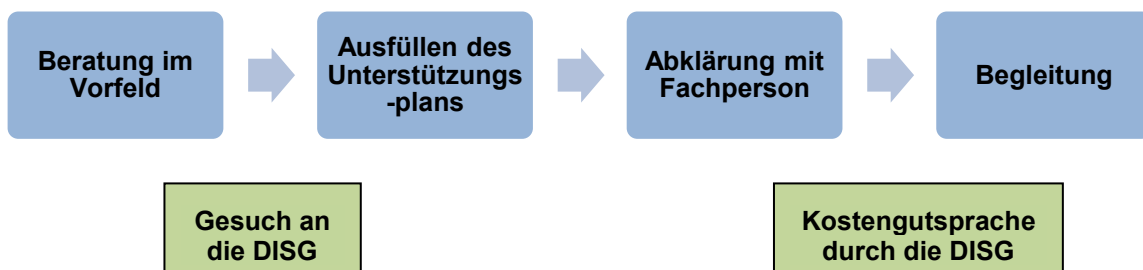 Beratung im
Vorfeld
Ausfüllen des
Unterstützungs
-plans
Abklärung mit
Fachperson
Begleitung
Gesuch an
die DISG
Kostengutsprache
durch die DISG